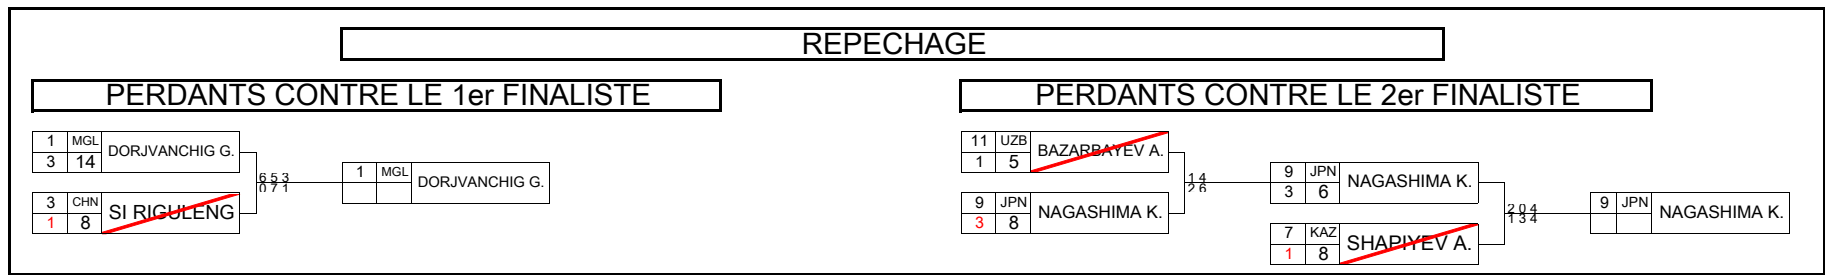 REPECHAGE
PERDANTS CONTRE LE 1er FINALISTE
PERDANTS CONTRE LE 2er FINALISTE
1 MGL DORJVANCHIG G.
3 14
6 5 3
0 7 1
1 MGL DORJVANCHIG G.
3 CHN SI RIGULENG
1 8
11 UZB BAZARBAYEV A.
1 5
1 4
2 6
9 JPN NAGASHIMA K.
3 8
9 JPN NAGASHIMA K.
3 6
2 0 4
1 3 4
9 JPN NAGASHIMA K.
7 KAZ SHAPIYEV A.
1 8